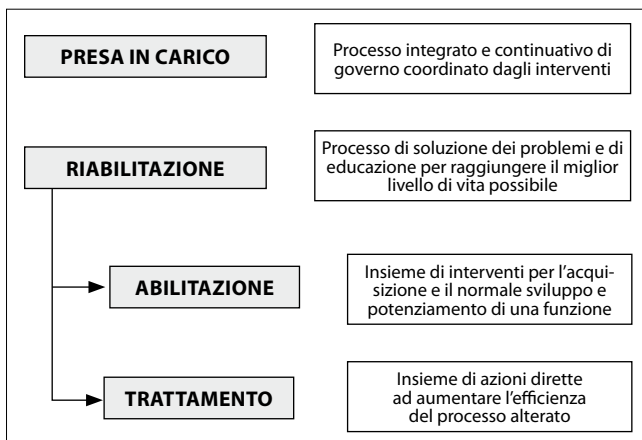 PRESA IN CARICO
Processo integrato e continuativo di
governo coordinato dagli interventi
RIABILITAZIONE
Processo di soluzione dei problemi e di
educazione per raggiungere il miglior
livello di vita possibile
ABILITAZIONE
Insieme di interventi per l'acqui-
sizione e il normale sviluppo e
potenziamento di una funzione
TRATTAMENTO
Insieme di azioni dirette
ad aumentare l'efficienza
del processo alterato